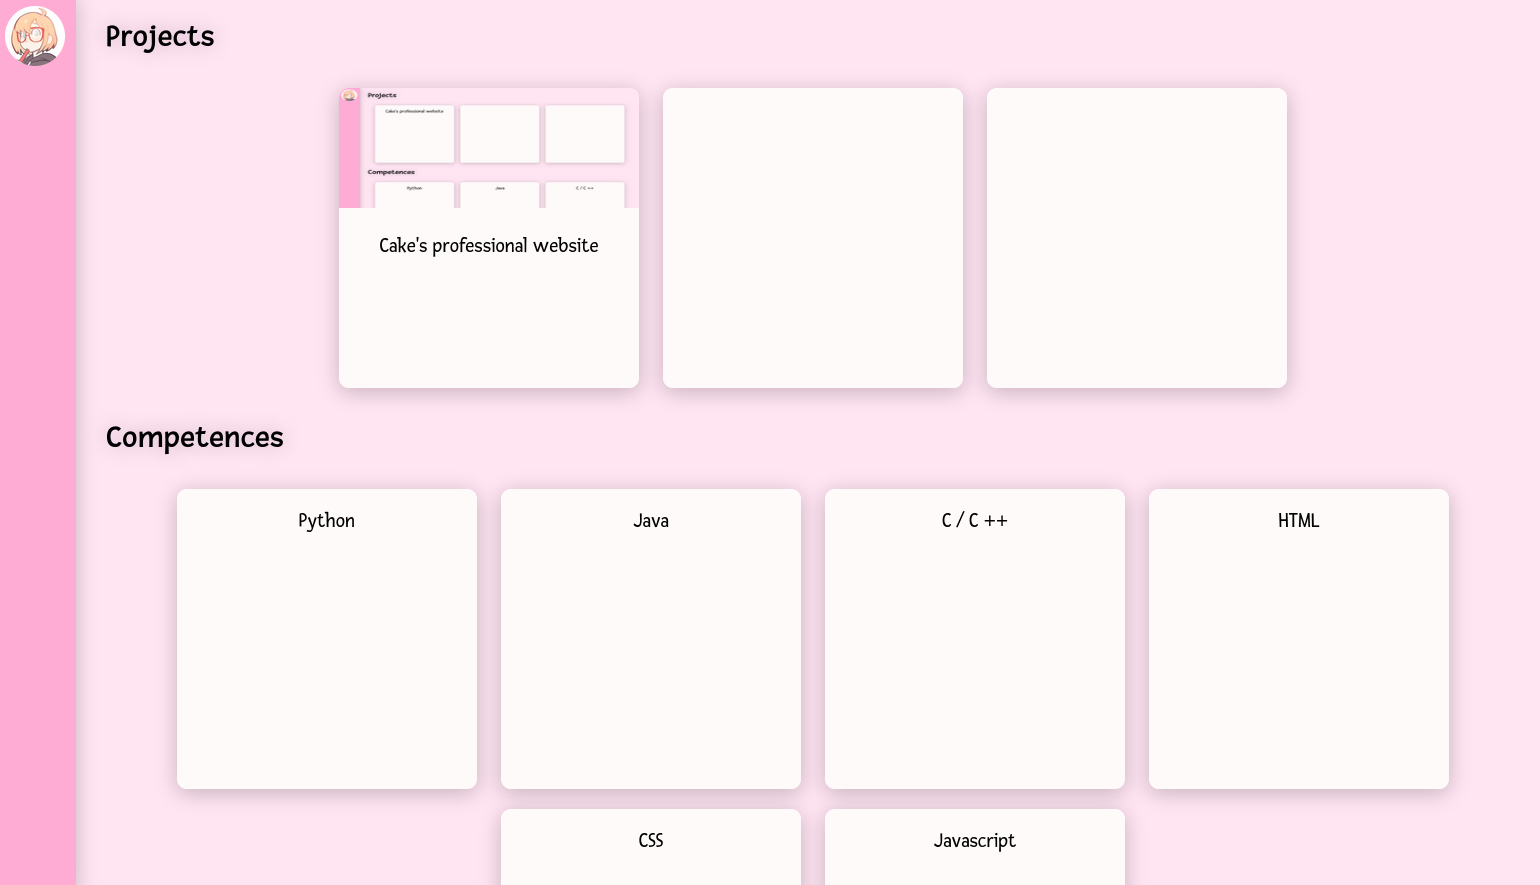 Projects
Projects
Cake's professional website
Competences
Python
Java
C / C ++
Cake's professional website
Competences
Python
Java
C / C ++
HTML
CSS
Javascript